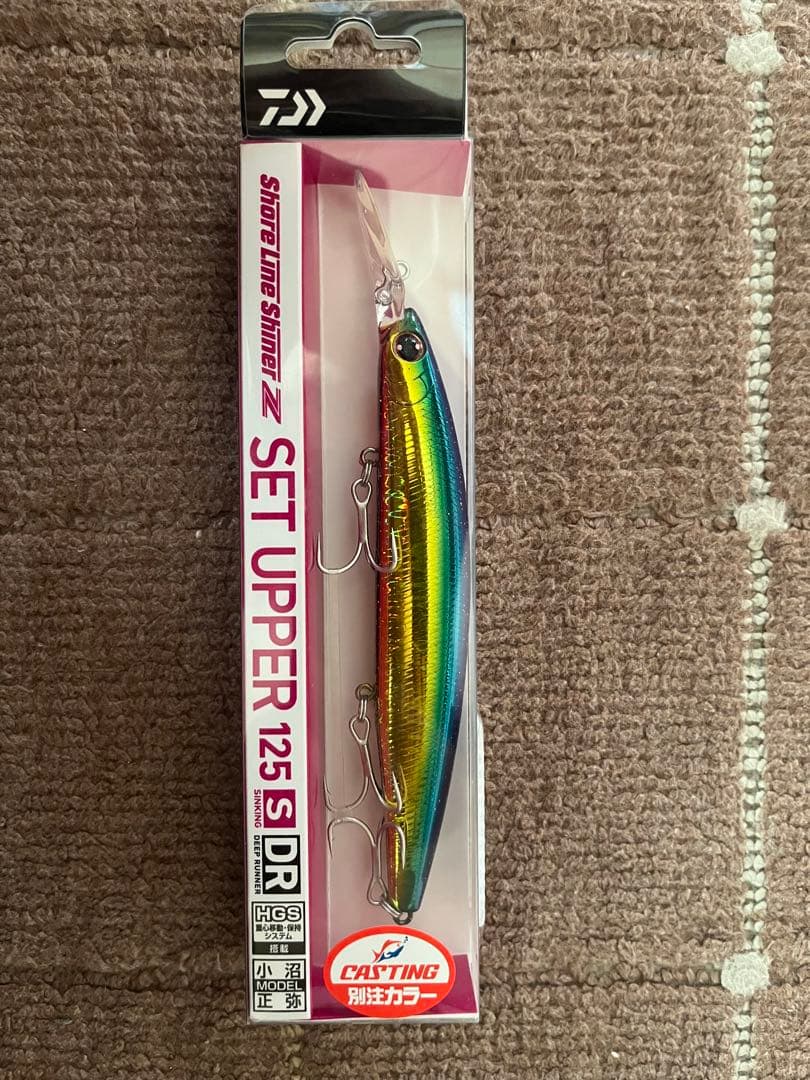 Shore Line Shiner Z
SET UPPER 125 S DR
SINKING
DEEP RUNNER
HGS
重心移動・保持
システム
搭載
小沼
MODEL
正弥
CASTING
別注カラー